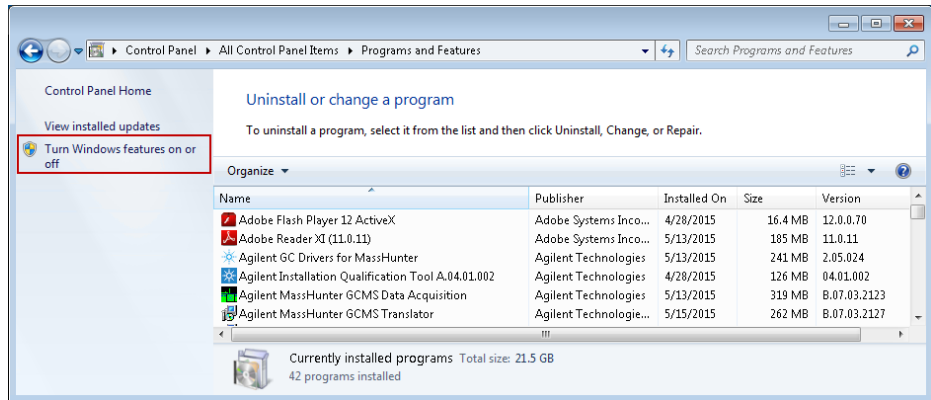 Control Panel ▸ All Control Panel Items ▸ Programs and Features
Search Programs and Features
Control Panel Home
View installed updates
Turn Windows features on or
off
Uninstall or change a program
To uninstall a program, select it from the list and then click Uninstall, Change, or Repair.
Organize
Name Publisher Installed On Size Version
Adobe Flash Player 12 ActiveX Adobe Systems Inco... 4/28/2015 16.4 MB 12.0.0.70
Adobe Reader XI (11.0.11) Adobe Systems Inco... 5/13/2015 185 MB 11.0.11
Agilent GC Drivers for MassHunter Agilent Technologies 5/13/2015 241 MB 2.05.024
Agilent Installation Qualification Tool A.04.01.002 Agilent Technologies 4/28/2015 126 MB 04.01.002
Agilent MassHunter GCMS Data Acquisition Agilent Technologies 5/13/2015 319 MB B.07.03.2123
Agilent MassHunter GCMS Translator Agilent Technologie... 5/15/2015 262 MB B.07.03.2127
Currently installed programs Total size: 21.5 GB
42 programs installed